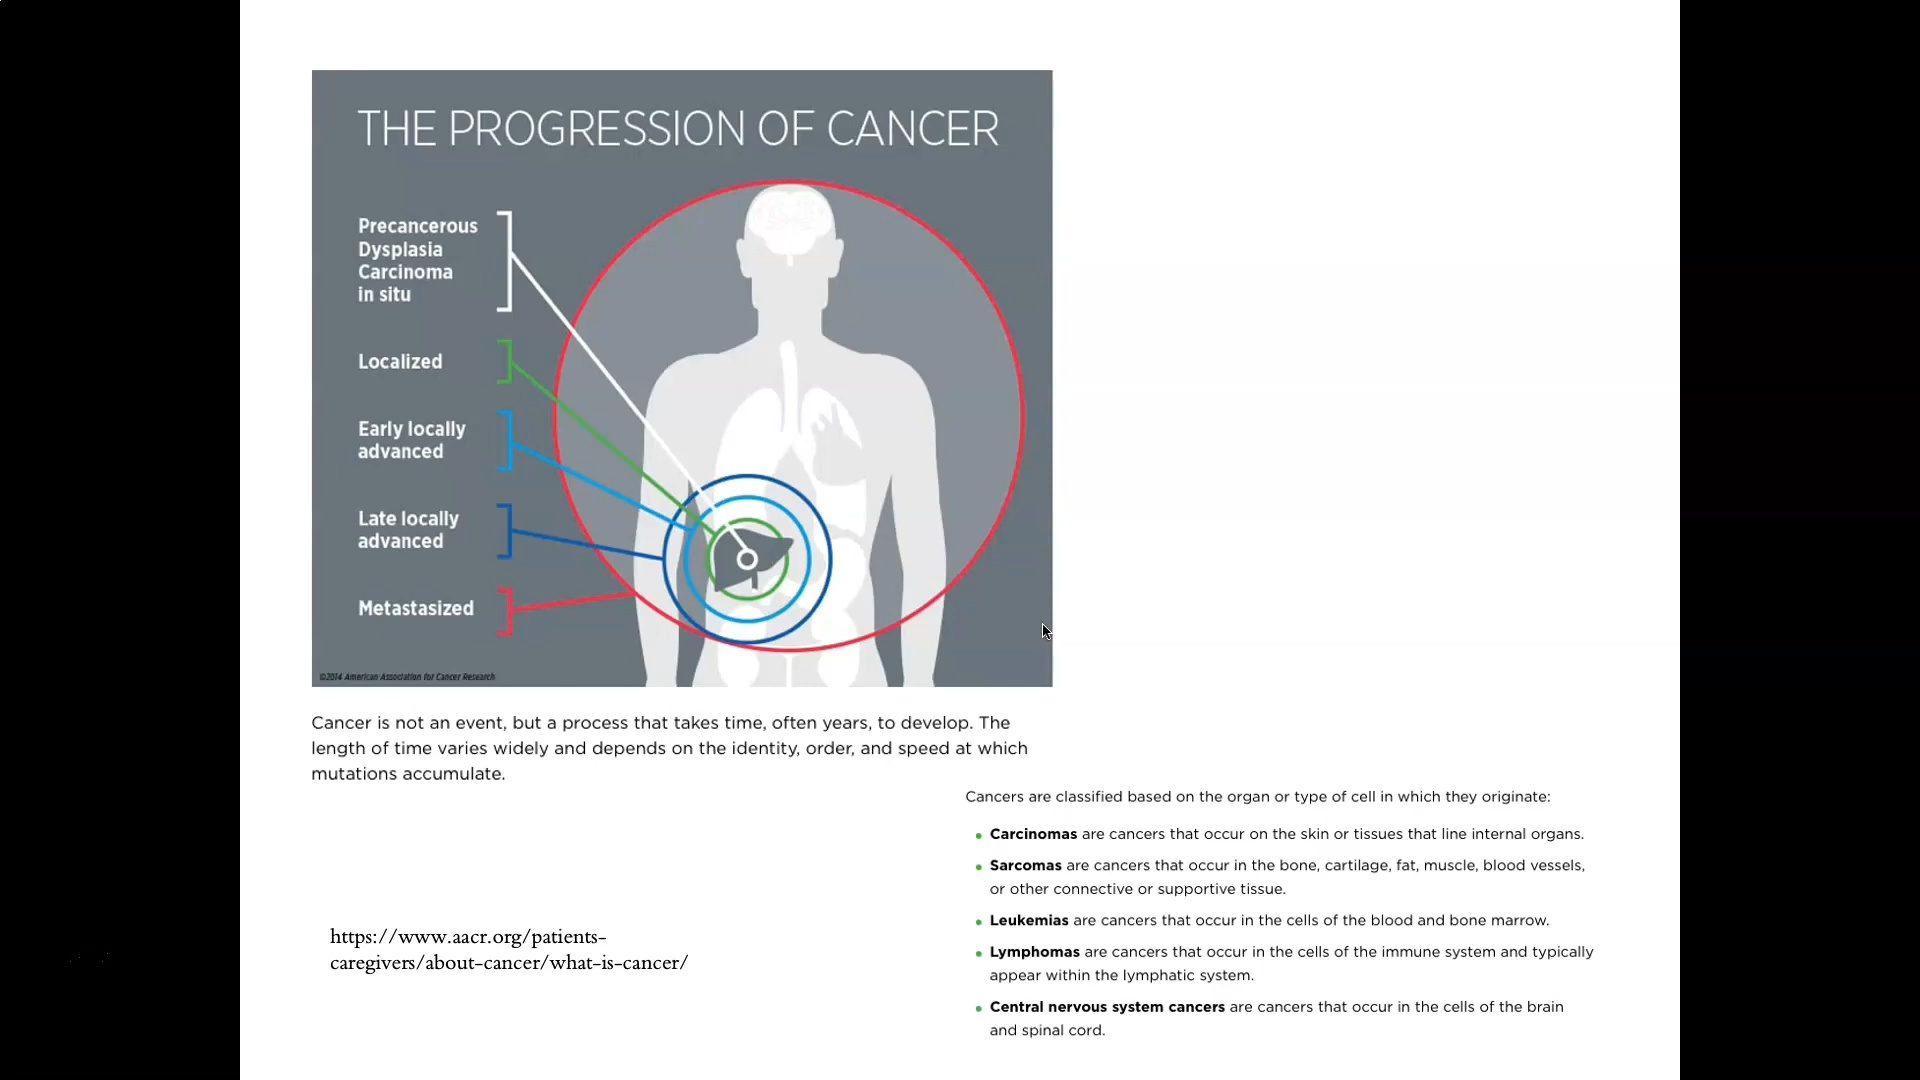 THE PROGRESSION OF CANCER
Precancerous
Dysplasia
Carcinoma
in situ
Localized
Early locally
advanced
Late locally
advanced
Metastasized
©2014 American Association for Cancer Research
Cancer is not an event, but a process that takes time, often years, to develop. The
length of time varies widely and depends on the identity, order, and speed at which
mutations accumulate.
Cancers are classified based on the organ or type of cell in which they originate:
• Carcinomas are cancers that occur on the skin or tissues that line internal organs.
• Sarcomas are cancers that occur in the bone, cartilage, fat, muscle, blood vessels,
or other connective or supportive tissue.
• Leukemias are cancers that occur in the cells of the blood and bone marrow.
• Lymphomas are cancers that occur in the cells of the immune system and typically
appear within the lymphatic system.
• Central nervous system cancers are cancers that occur in the cells of the brain
and spinal cord.
https://www.aacr.org/patients-
caregivers/about-cancer/what-is-cancer/